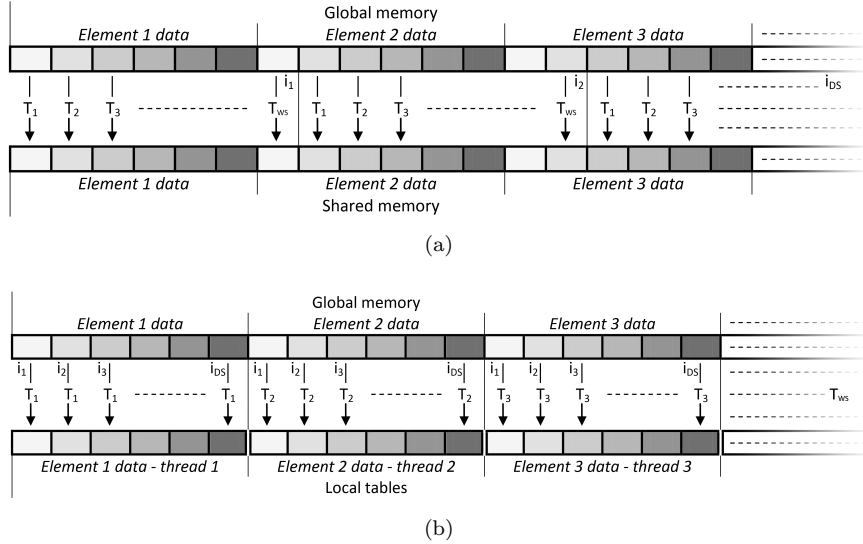 Global memory
Element 1 data Element 2 data Element 3 data
i1 i2 iDS
T1 T2 T3 Tws T1 T2 T3 Tws T1 T2 T3
Element 1 data Element 2 data Element 3 data
Shared memory
(a)
Global memory
Element 1 data Element 2 data Element 3 data
i1 i2 i3 iDS i1 i2 i3 iDS i1 i2 i3 iDS
T1 T1 T1 T1 T2 T2 T2 T2 T3 T3 T3 T3 Tws
Element 1 data - thread 1 Element 2 data - thread 2 Element 3 data - thread 3
Local tables
(b)